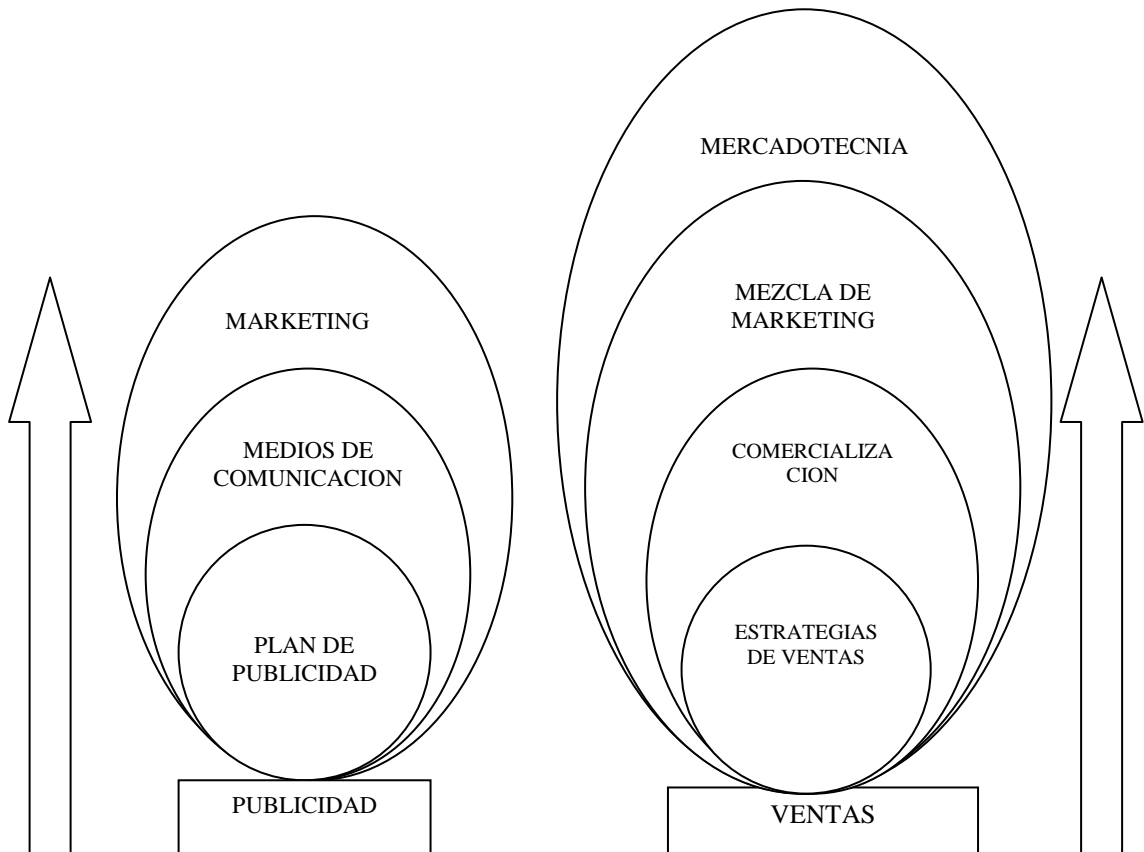 MERCADOTECNIA
MEZCLA DE
MARKETING
MARKETING
MEDIOS DE
COMUNICACION
COMERCIALIZA
CION
PLAN DE
PUBLICIDAD
ESTRATEGIAS
DE VENTAS
PUBLICIDAD
VENTAS